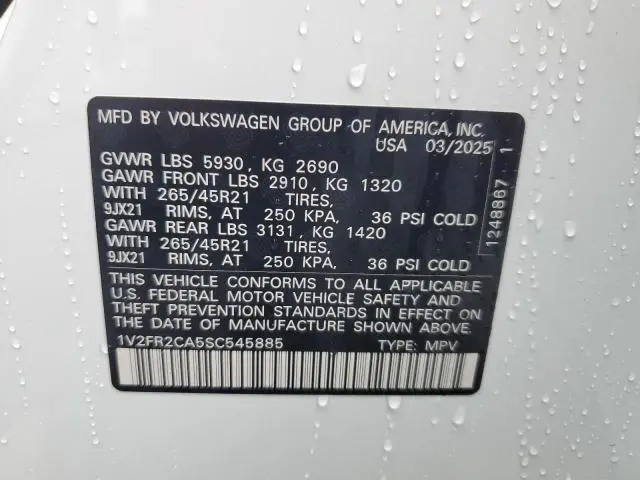 MFD BY VOLKSWAGEN GROUP OF AMERICA, INC.
USA 03/2025
GVWR LBS 5930, KG 2690
GAWR FRONT LBS 2910, KG 1320
WITH 265/45R21 TIRES,
9JX21 RIMS, AT 250 KPA, 36 PSI COLD
GAWR REAR LBS 3131, KG 1420
WITH 265/45R21 TIRES,
9JX21 RIMS, AT 250 KPA, 36 PSI COLD
THIS VEHICLE CONFORMS TO ALL APPLICABLE
U.S. FEDERAL MOTOR VEHICLE SAFETY AND
THEFT PREVENTION STANDARDS IN EFFECT ON
THE DATE OF MANUFACTURE SHOWN ABOVE.
1V2FR2CA5SC545885 TYPE: MPV
1248867 1